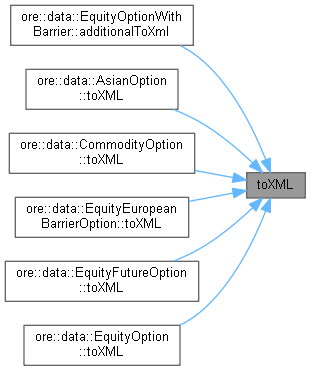 ore::data::EquityOptionWith
Barrier::additionalToXml
ore::data::AsianOption
::toXML
ore::data::CommodityOption
::toXML
toXML
ore::data::EquityEuropean
BarrierOption::toXML
ore::data::EquityFutureOption
::toXML
ore::data::EquityOption
::toXML